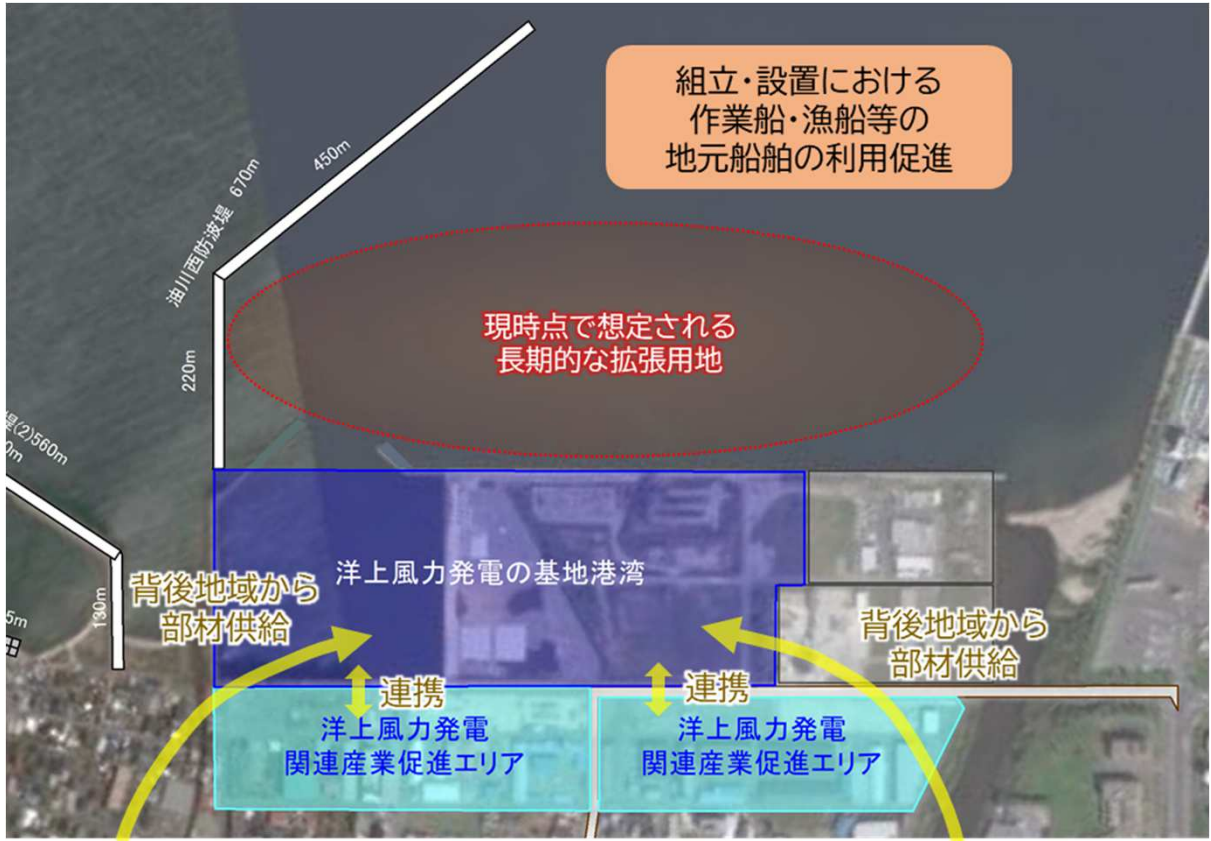 組立・設置における
作業船・漁船等の
地元船舶の利用促進
450m
油川西防波堤 670m
220m
現時点で想定される
長期的な拡張用地
堤(2)560m
0m
130m
5m
洋上風力発電の基地港湾
背後地域から
部材供給
背後地域から
部材供給
連携
連携
洋上風力発電
関連産業促進エリア
洋上風力発電
関連産業促進エリア